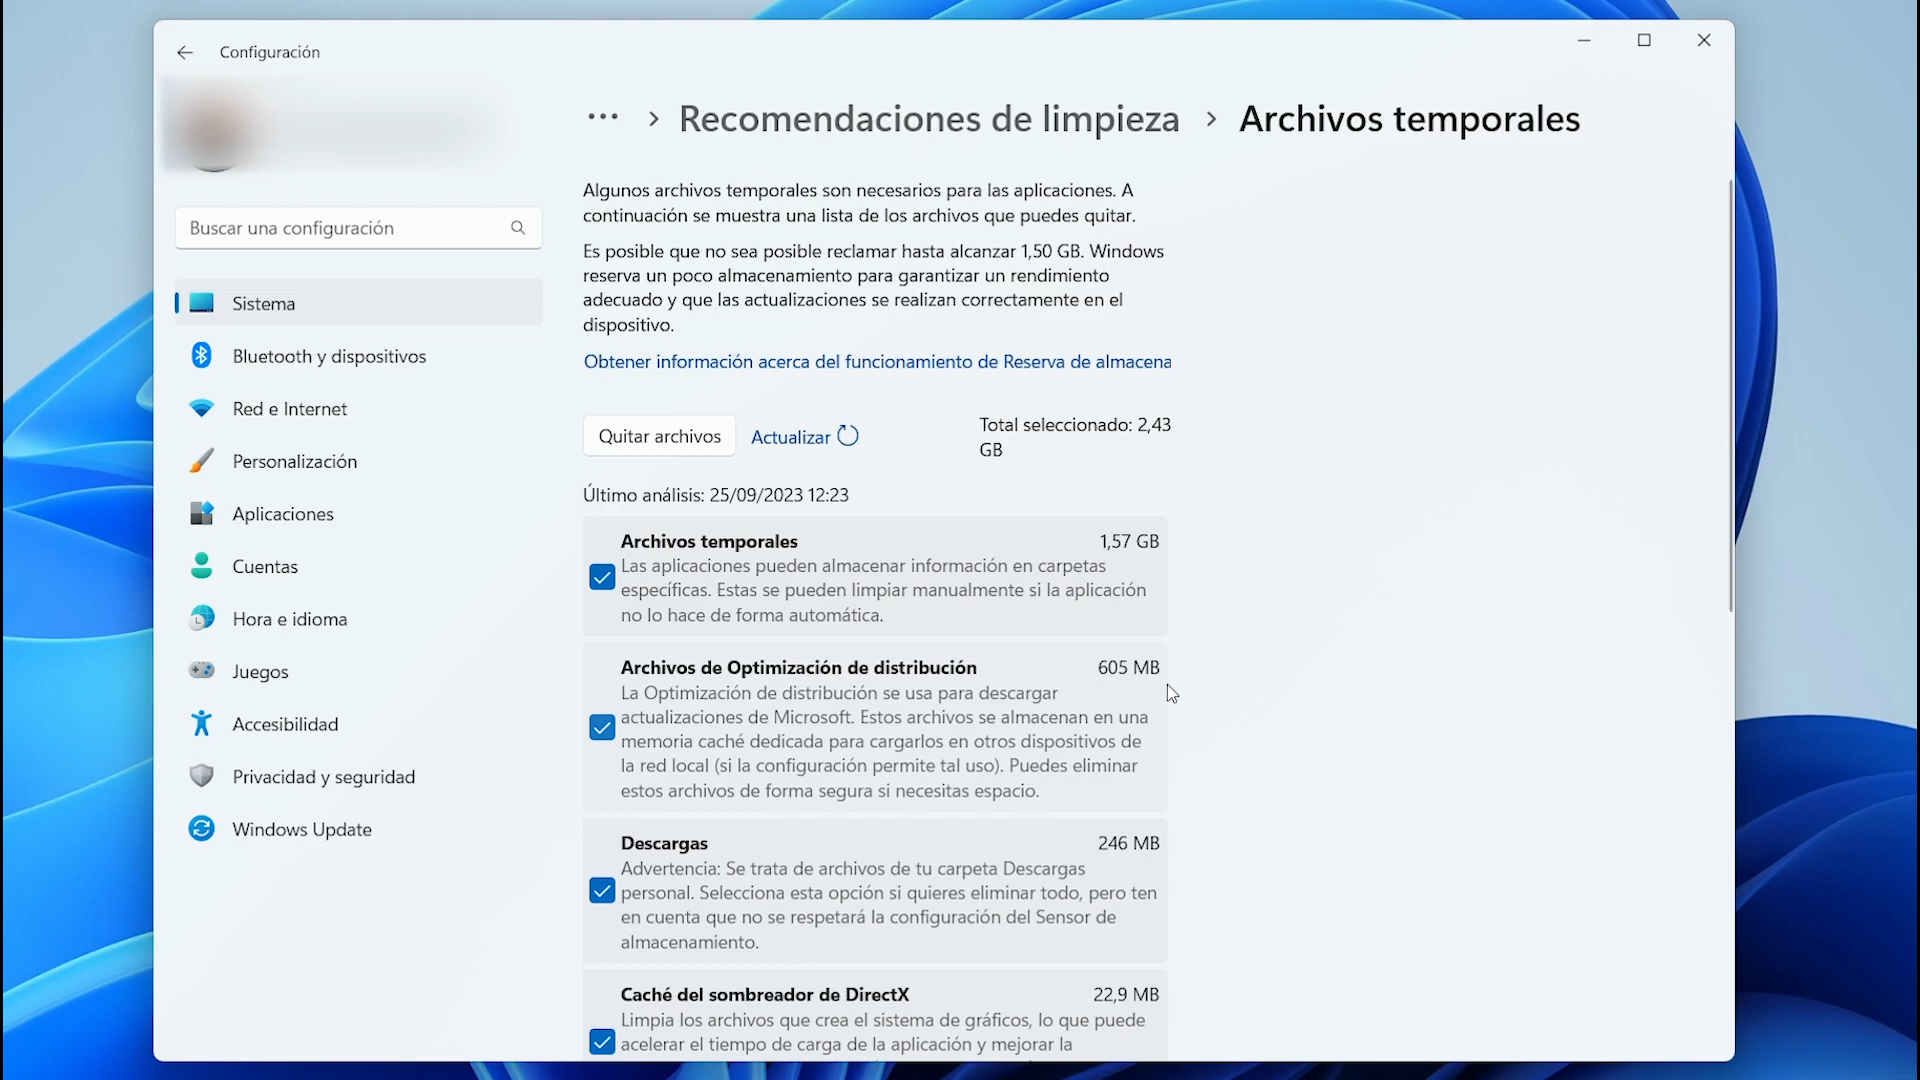 Configuración
··· > Recomendaciones de limpieza > Archivos temporales
Buscar una configuración
Sistema
Bluetooth y dispositivos
Red e Internet
Personalización
Aplicaciones
Cuentas
Hora e idioma
Juegos
Accesibilidad
Privacidad y seguridad
Windows Update
Algunos archivos temporales son necesarios para las aplicaciones. A
continuación se muestra una lista de los archivos que puedes quitar.
Es posible que no sea posible reclamar hasta alcanzar 1,50 GB. Windows
reserva un poco almacenamiento para garantizar un rendimiento
adecuado y que las actualizaciones se realizan correctamente en el
dispositivo.
Obtener información acerca del funcionamiento de Reserva de almacena
Quitar archivos
Actualizar
Total seleccionado: 2,43
GB
Último análisis: 25/09/2023 12:23
Archivos temporales 1,57 GB
Las aplicaciones pueden almacenar información en carpetas
específicas. Estas se pueden limpiar manualmente si la aplicación
no lo hace de forma automática.
Archivos de Optimización de distribución 605 MB
La Optimización de distribución se usa para descargar
actualizaciones de Microsoft. Estos archivos se almacenan en una
memoria caché dedicada para cargarlos en otros dispositivos de
la red local (si la configuración permite tal uso). Puedes eliminar
estos archivos de forma segura si necesitas espacio.
Descargas 246 MB
Advertencia: Se trata de archivos de tu carpeta Descargas
personal. Selecciona esta opción si quieres eliminar todo, pero ten
en cuenta que no se respetará la configuración del Sensor de
almacenamiento.
Caché del sombreador de DirectX 22,9 MB
Limpia los archivos que crea el sistema de gráficos, lo que puede
acelerar el tiempo de carga de la aplicación y mejorar la